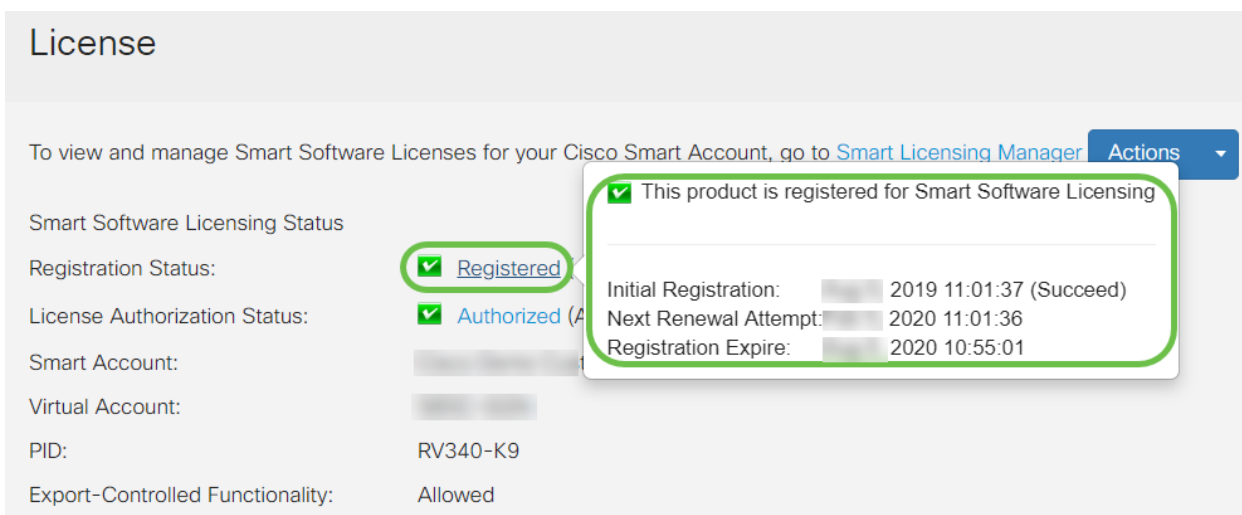 License
To view and manage Smart Software Licenses for your Cisco Smart Account, go to Smart Licensing Manager Actions
This product is registered for Smart Software Licensing
Smart Software Licensing Status
Registration Status: Registered
Initial Registration: 2019 11:01:37 (Succeed)
License Authorization Status: Authorized (A
Next Renewal Attempt: 2020 11:01:36
Registration Expire: 2020 10:55:01
Smart Account:
Virtual Account:
PID: RV340-K9
Export-Controlled Functionality: Allowed